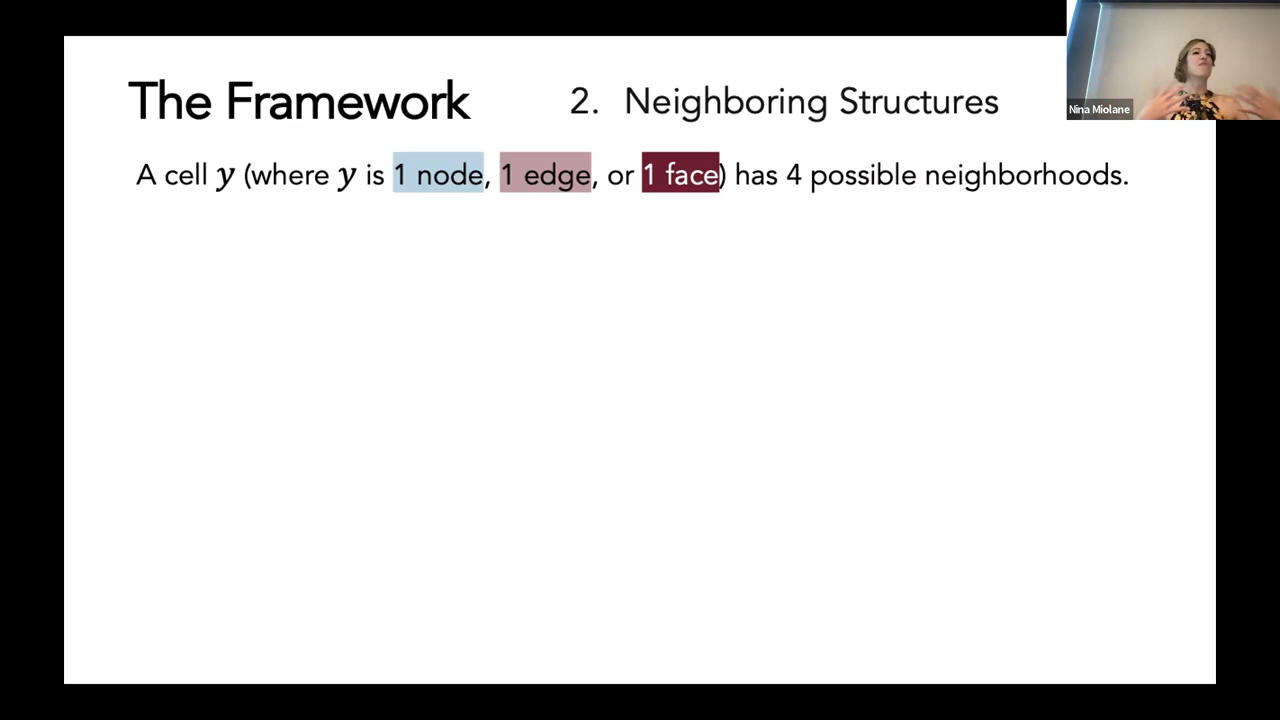 The Framework
2. Neighboring Structures
Nina Miolane
A cell y (where y is 1 node, 1 edge, or 1 face) has 4 possible neighborhoods.